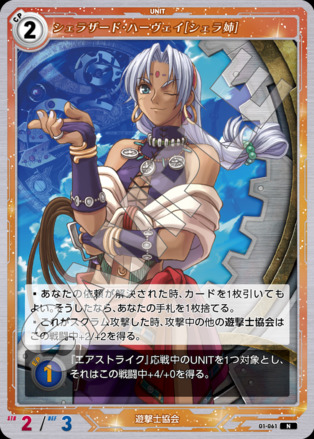 UNIT
CP
2
シェラザード・ハーヴェイ[シェラ姉]
・あなたの依頼が解決された時、カードを1枚引いても
よい。そうしたなら、あなたの手札を1枚捨てる。
・これがスクラム攻撃した時、攻撃中の他の遊撃士協会は
この戦闘中+2/+2を得る。
1
「エアストライク」応戦中のUNITを1つ対象とし、
それはこの戦闘中+4/+0を得る。
2 / 3
遊撃士協会
01-061 N